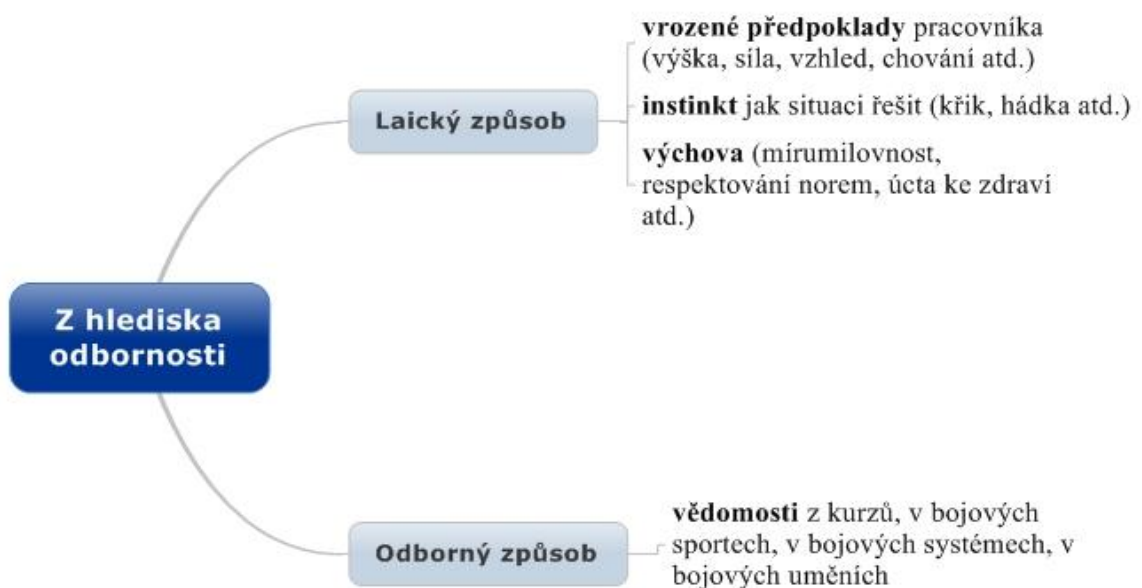 vrozené předpoklady pracovníka
(výška, síla, vzhled, chování atd.)
Laický způsob
instinkt jak situaci řešit (křik, hádka atd.)
výchova (mírumilovnost,
respektování norem, úcta ke zdraví
atd.)
Z hlediska
odbornosti
Odborný způsob
vědomosti z kurzů, v bojových
sportech, v bojových systémech, v
bojových uměních